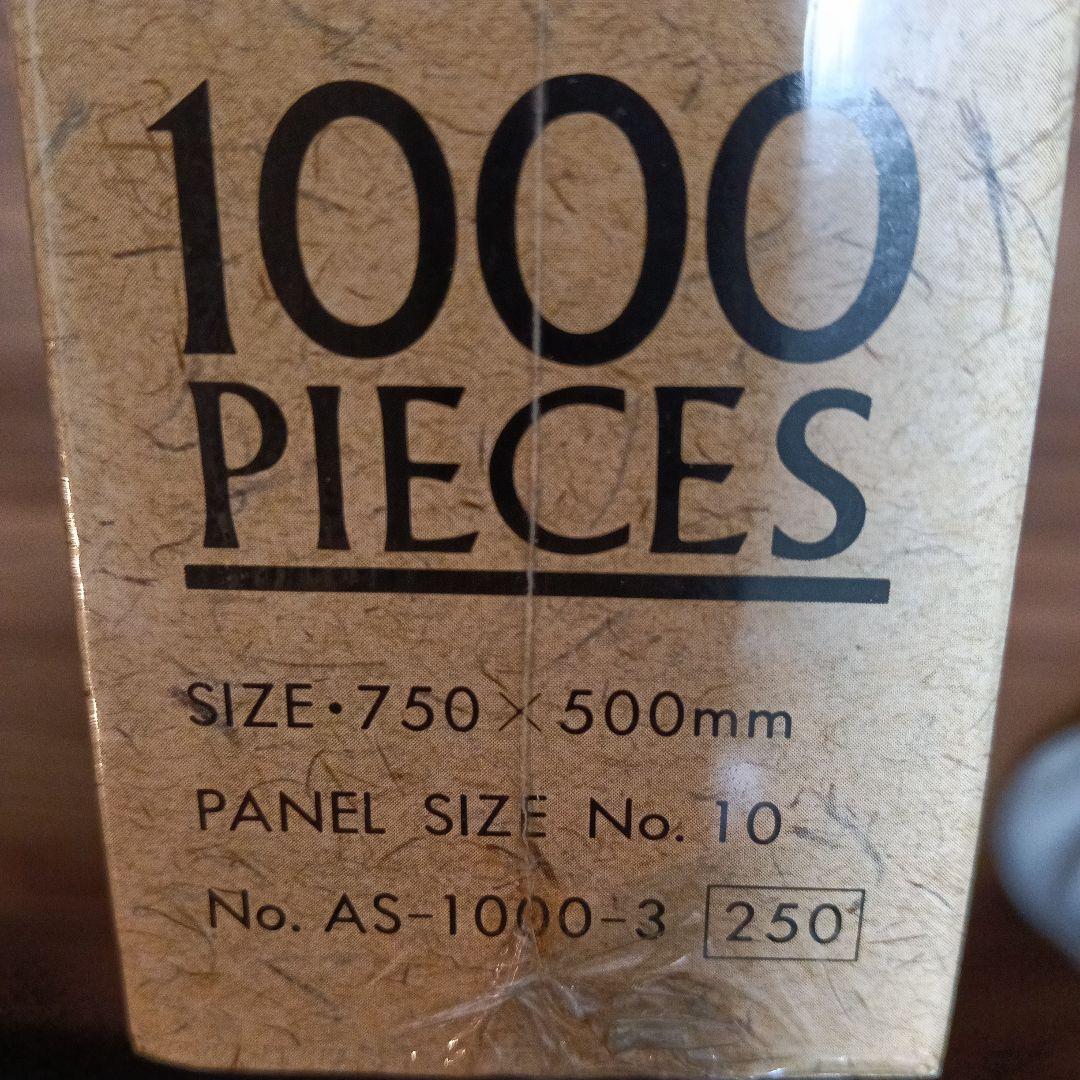 1000
PIECES
SIZE・750×500mm
PANEL SIZE No. 10
No. AS-1000-3 250